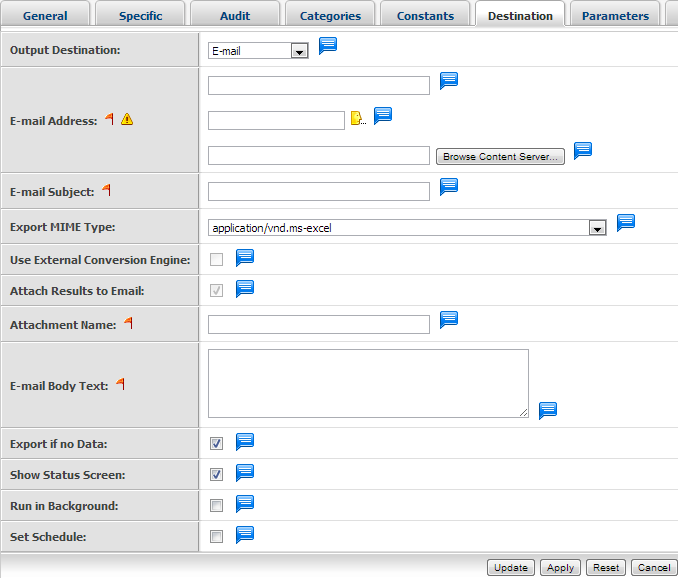 General Specific Audit Categories Constants Destination Parameters
Output Destination: E-mail
E-mail Address:
Browse Content Server...
E-mail Subject:
Export MIME Type: application/vnd.ms-excel
Use External Conversion Engine:
Attach Results to Email:
Attachment Name:
E-mail Body Text:
Export if no Data:
Show Status Screen:
Run in Background:
Set Schedule:
Update Apply Reset Cancel